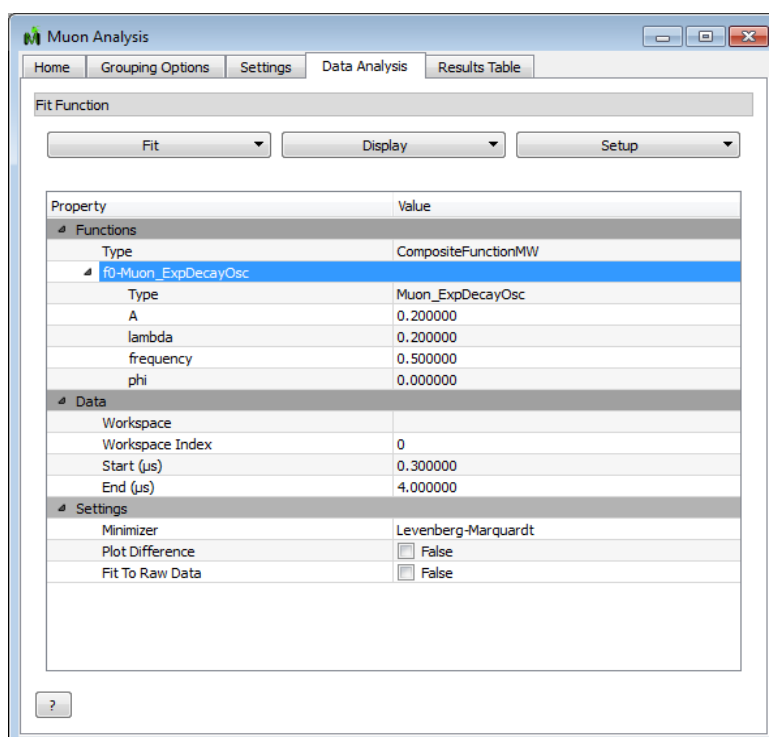 Muon Analysis
Home Grouping Options Settings Data Analysis Results Table
Fit Function
Fit Display Setup
Property Value
Functions
Type CompositeFunctionMW
f0-Muon_ExpDecayOsc
Type Muon_ExpDecayOsc
A 0.200000
lambda 0.200000
frequency 0.500000
phi 0.000000
Data
Workspace
Workspace Index 0
Start (µs) 0.300000
End (µs) 4.000000
Settings
Minimizer Levenberg-Marquardt
Plot Difference False
Fit To Raw Data False
?